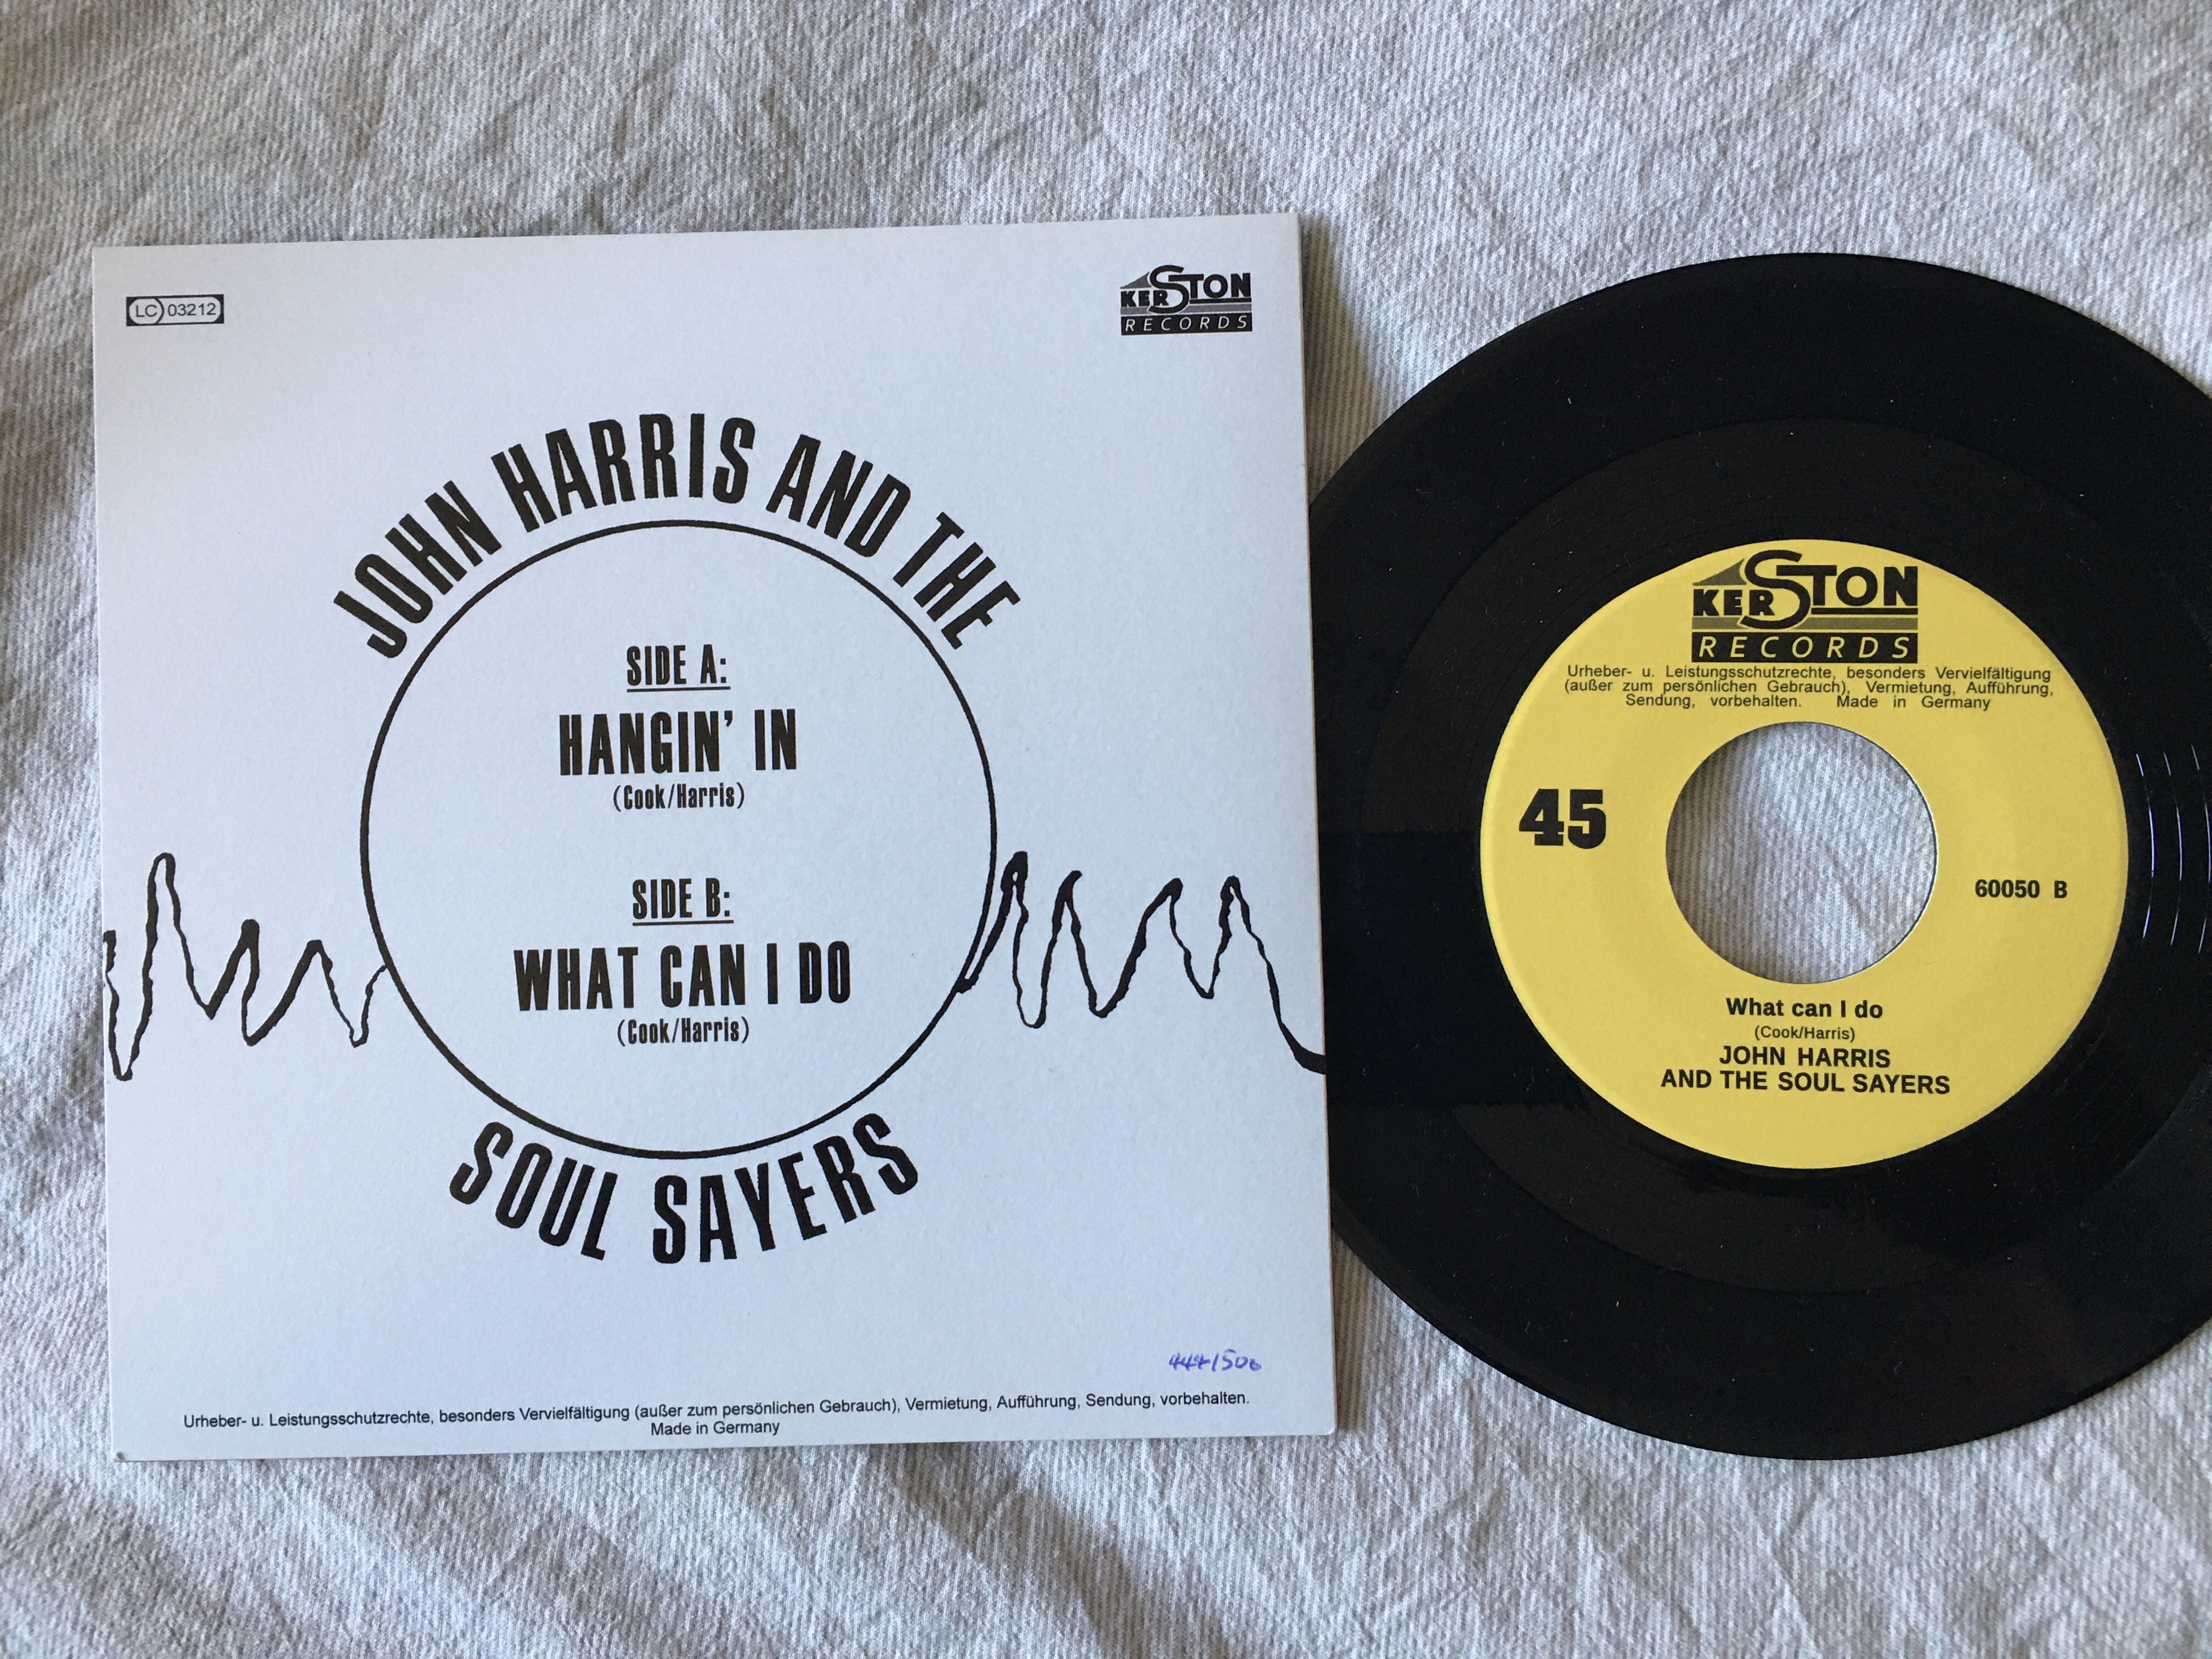 LC 03212
KERSTON
RECORDS
JOHN HARRIS AND THE
SIDE A:
HANGIN' IN
(Cook/Harris)
SIDE B:
WHAT CAN I DO
(Cook/Harris)
SOUL SAYERS
444/500
Urheber- u. Leistungsschutzrechte, besonders Vervielfältigung (außer zum persönlichen Gebrauch), Vermietung, Aufführung, Sendung, vorbehalten.
Made in Germany
KERSTON
RECORDS
Urheber- u. Leistungsschutzrechte, besonders Vervielfältigung
(außer zum persönlichen Gebrauch), Vermietung, Aufführung,
Sendung, vorbehalten. Made in Germany
45
60050 B
What can I do
(Cook/Harris)
JOHN HARRIS
AND THE SOUL SAYERS